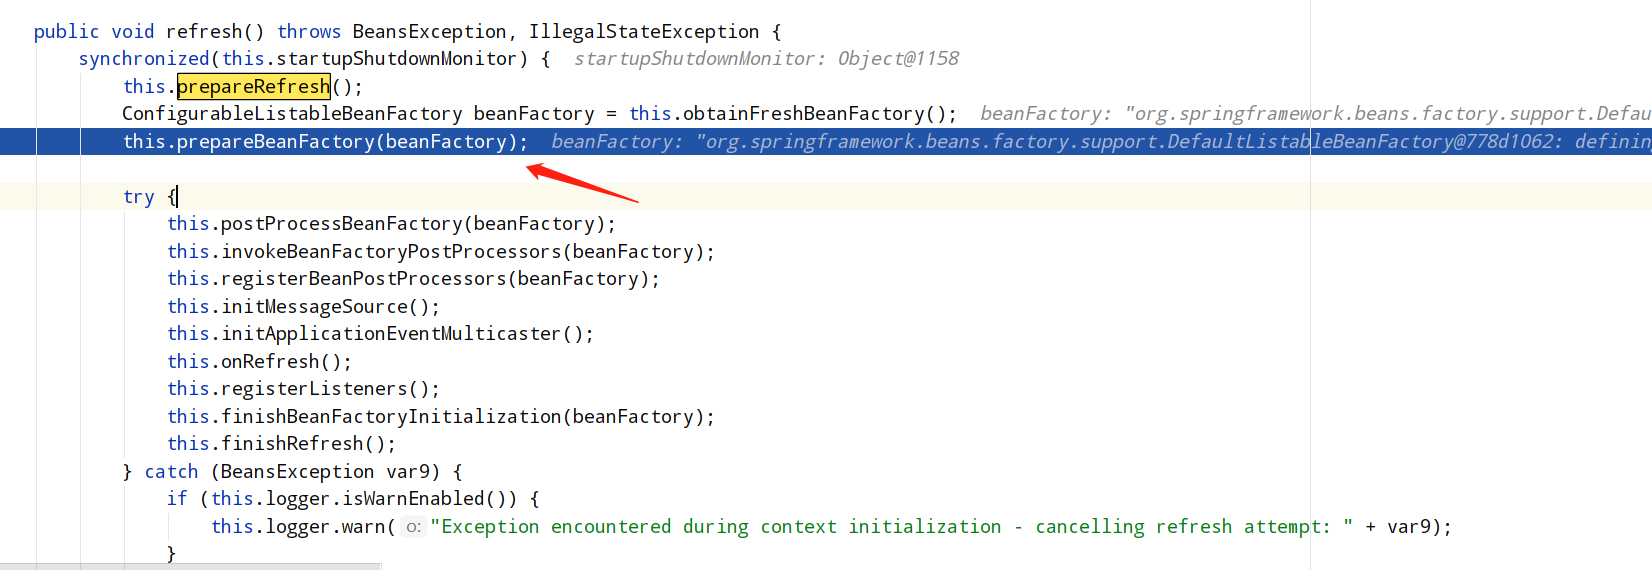 public void refresh() throws BeansException, IllegalStateException {
synchronized(this.startupShutdownMonitor) { startupShutdownMonitor: Object@1158
this.prepareRefresh();
ConfigurableListableBeanFactory beanFactory = this.obtainFreshBeanFactory(); beanFactory: "org.springframework.beans.factory.support.Defau
this.prepareBeanFactory(beanFactory); beanFactory: "org.springframework.beans.factory.support.DefaultListableBeanFactory@778d1062: defining
try {
this.postProcessBeanFactory(beanFactory);
this.invokeBeanFactoryPostProcessors(beanFactory);
this.registerBeanPostProcessors(beanFactory);
this.initMessageSource();
this.initApplicationEventMulticaster();
this.onRefresh();
this.registerListeners();
this.finishBeanFactoryInitialization(beanFactory);
this.finishRefresh();
} catch (BeansException var9) {
if (this.logger.isWarnEnabled()) {
this.logger.warn( o: "Exception encountered during context initialization - cancelling refresh attempt: " + var9);
}